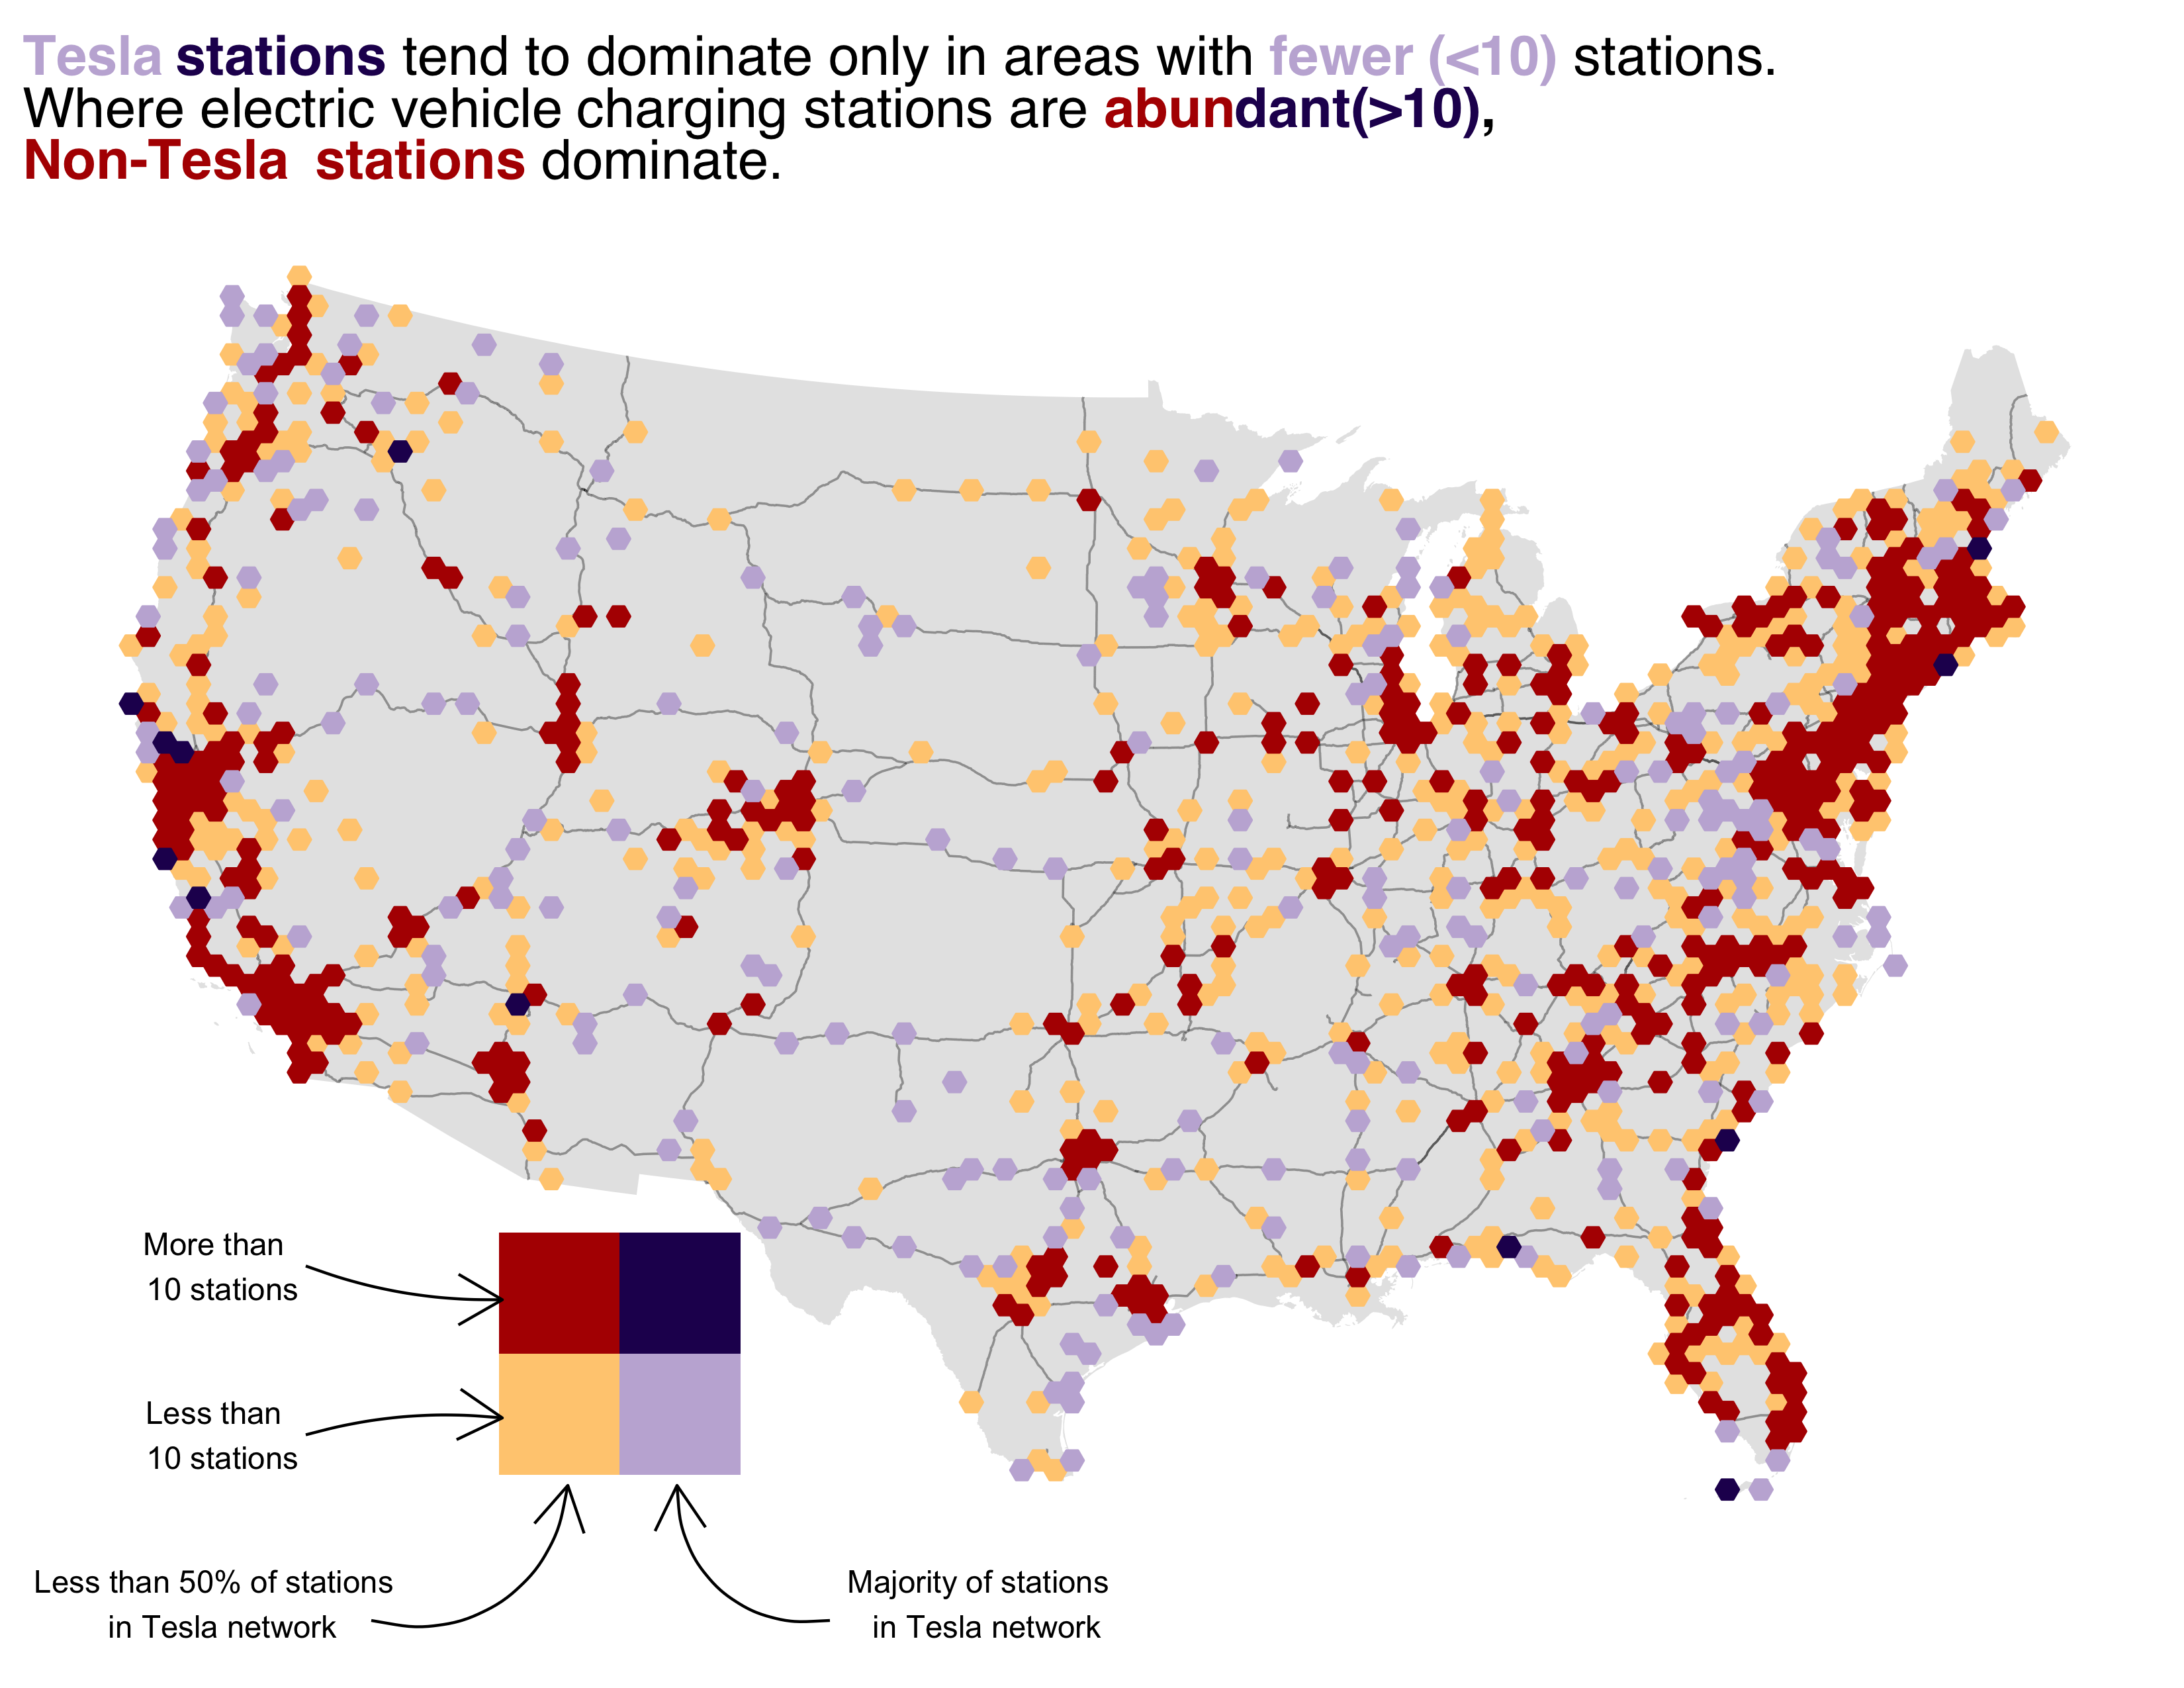 Tesla stations tend to dominate only in areas with fewer (<10) stations.
Where electric vehicle charging stations are abundant(>10),
Non-Tesla stations dominate.
More than
10 stations
Less than
10 stations
Less than 50% of stations
in Tesla network
Majority of stations
in Tesla network